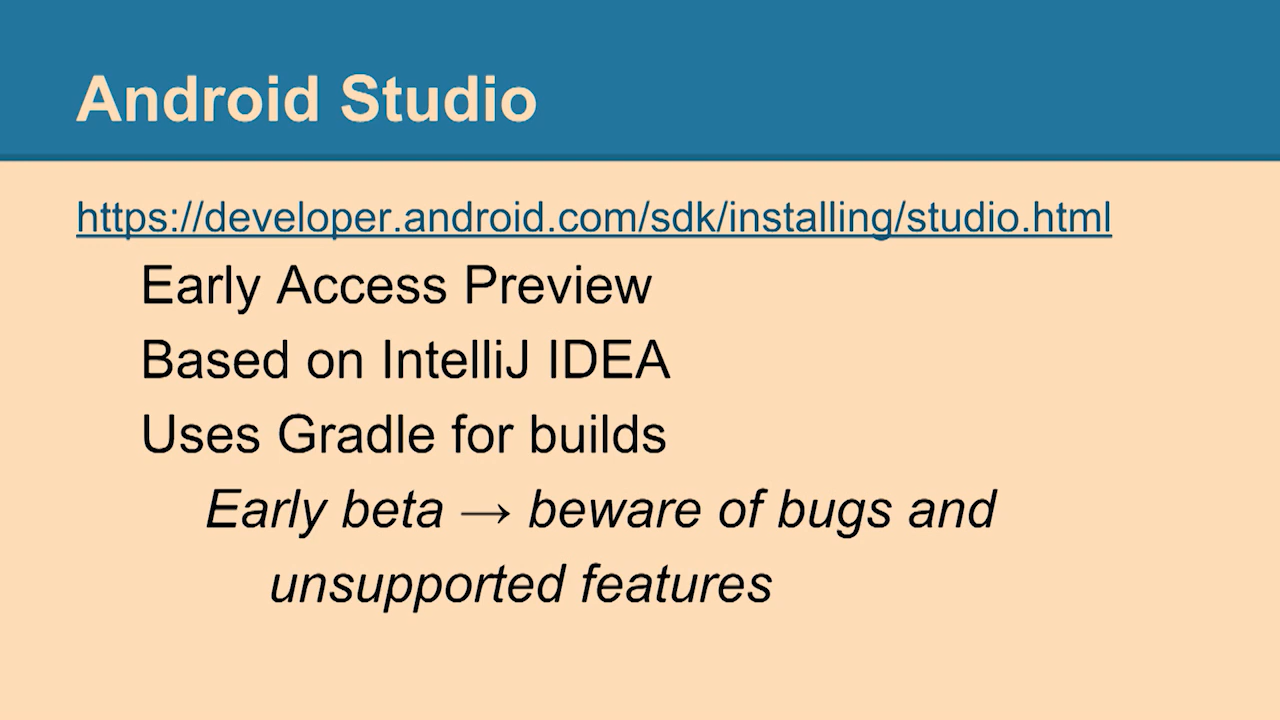 Android Studio
https://developer.android.com/sdk/installing/studio.html
Early Access Preview
Based on IntelliJ IDEA
Uses Gradle for builds
Early beta → beware of bugs and
unsupported features